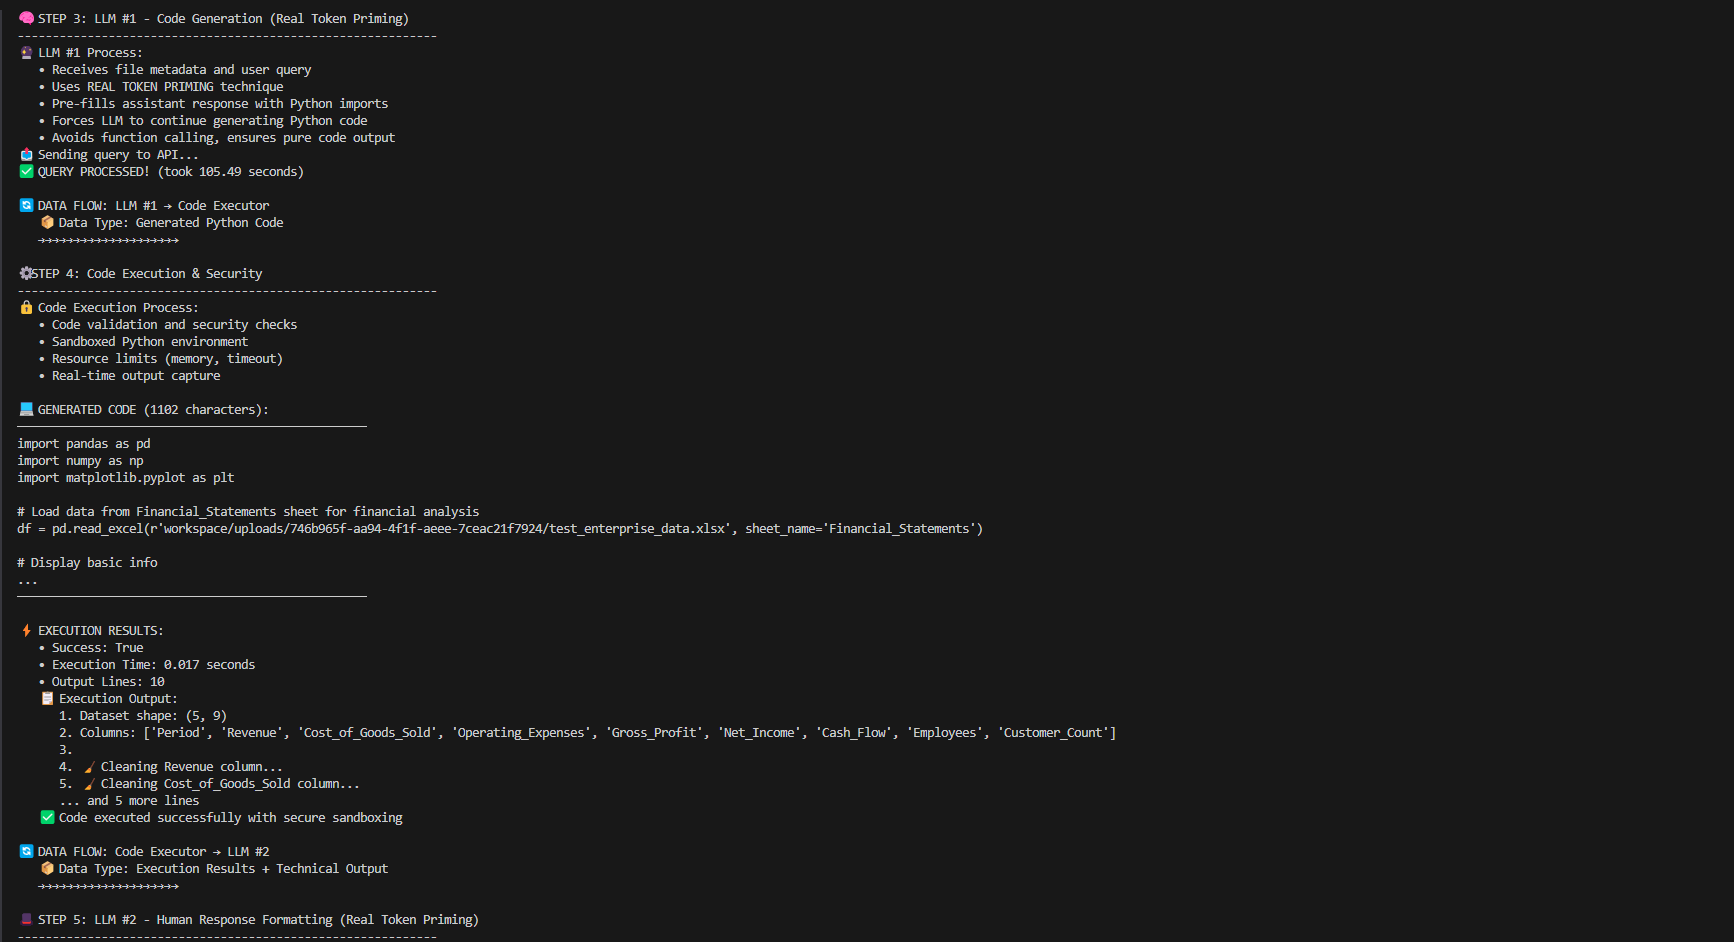 🧠 STEP 3: LLM #1 - Code Generation (Real Token Priming)
------------------------------------------------------------
🔮 LLM #1 Process:
• Receives file metadata and user query
• Uses REAL TOKEN PRIMING technique
• Pre-fills assistant response with Python imports
• Forces LLM to continue generating Python code
• Avoids function calling, ensures pure code output
📤 Sending query to API...
✅ QUERY PROCESSED! (took 105.49 seconds)
🔄 DATA FLOW: LLM #1 → Code Executor
📦 Data Type: Generated Python Code
→→→→→→→→→→→→→→→→→→→→
⚙️STEP 4: Code Execution & Security
------------------------------------------------------------
🔒 Code Execution Process:
• Code validation and security checks
• Sandboxed Python environment
• Resource limits (memory, timeout)
• Real-time output capture
💻 GENERATED CODE (1102 characters):
──────────────────────────────────────────────────
import pandas as pd
import numpy as np
import matplotlib.pyplot as plt
# Load data from Financial_Statements sheet for financial analysis
df = pd.read_excel(r'workspace/uploads/746b965f-aa94-4f1f-aeee-7ceac21f7924/test_enterprise_data.xlsx', sheet_name='Financial_Statements')
# Display basic info
...
──────────────────────────────────────────────────
⚡ EXECUTION RESULTS:
• Success: True
• Execution Time: 0.017 seconds
• Output Lines: 10
📋 Execution Output:
1. Dataset shape: (5, 9)
2. Columns: ['Period', 'Revenue', 'Cost_of_Goods_Sold', 'Operating_Expenses', 'Gross_Profit', 'Net_Income', 'Cash_Flow', 'Employees', 'Customer_Count']
3.
4. 🧹 Cleaning Revenue column...
5. 🧹 Cleaning Cost_of_Goods_Sold column...
... and 5 more lines
✅ Code executed successfully with secure sandboxing
🔄 DATA FLOW: Code Executor → LLM #2
📦 Data Type: Execution Results + Technical Output
→→→→→→→→→→→→→→→→→→→→
🎩 STEP 5: LLM #2 - Human Response Formatting (Real Token Priming)
------------------------------------------------------------